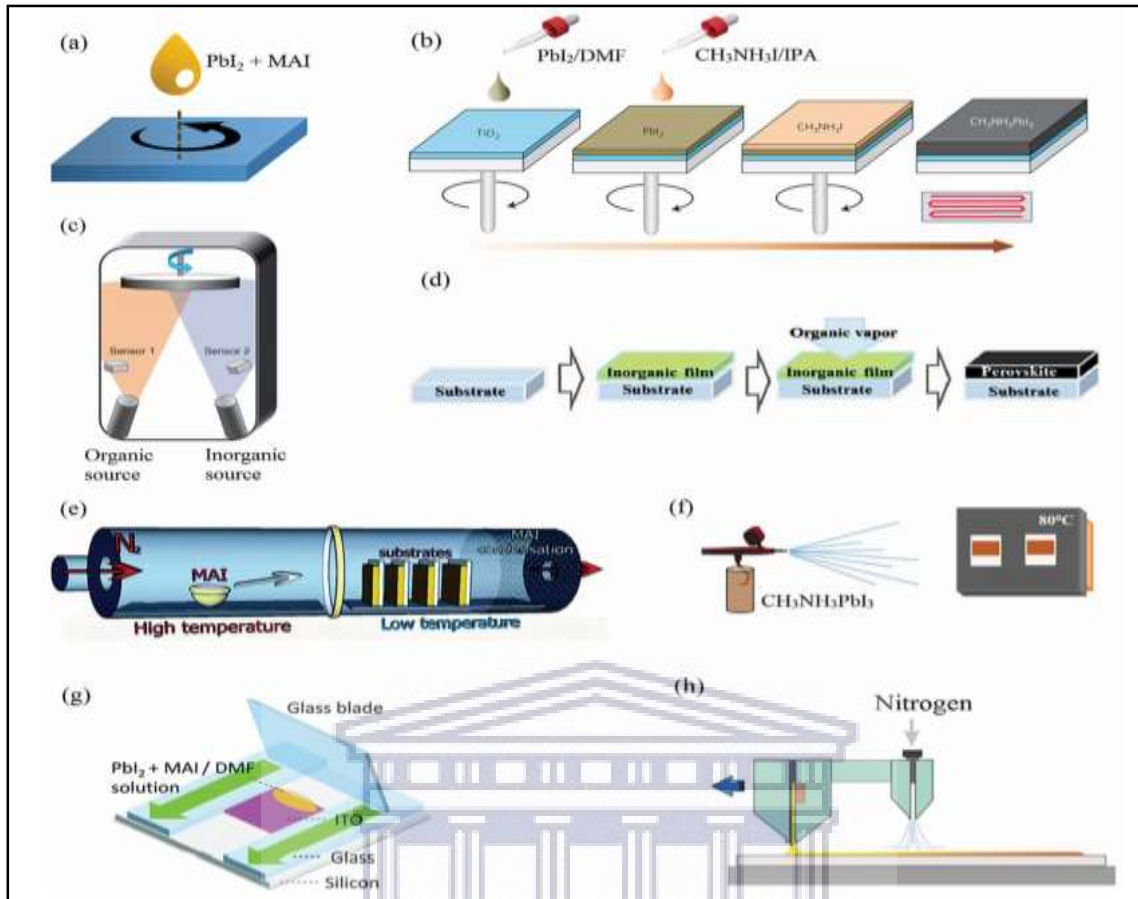 (a)
PbI₂ + MAI
(b)
PbI₂/DMF
CH₃NH₃I/IPA
TiO₂
PbI₂
CH₃NH₃I
CH₃NH₃PbI₃
(c)
Sensor 1
Sensor 2
Organic
source
Inorganic
source
(d)
Substrate
Inorganic film
Substrate
Organic vapor
Inorganic film
Substrate
Perovskite
Substrate
(e)
N₂
MAI
substrates
MAI
condensation
High temperature
Low temperature
(f)
CH₃NH₃PbI₃
80°C
(g)
Glass blade
PbI₂ + MAI / DMF
solution
ITO
Glass
Silicon
(h)
Nitrogen